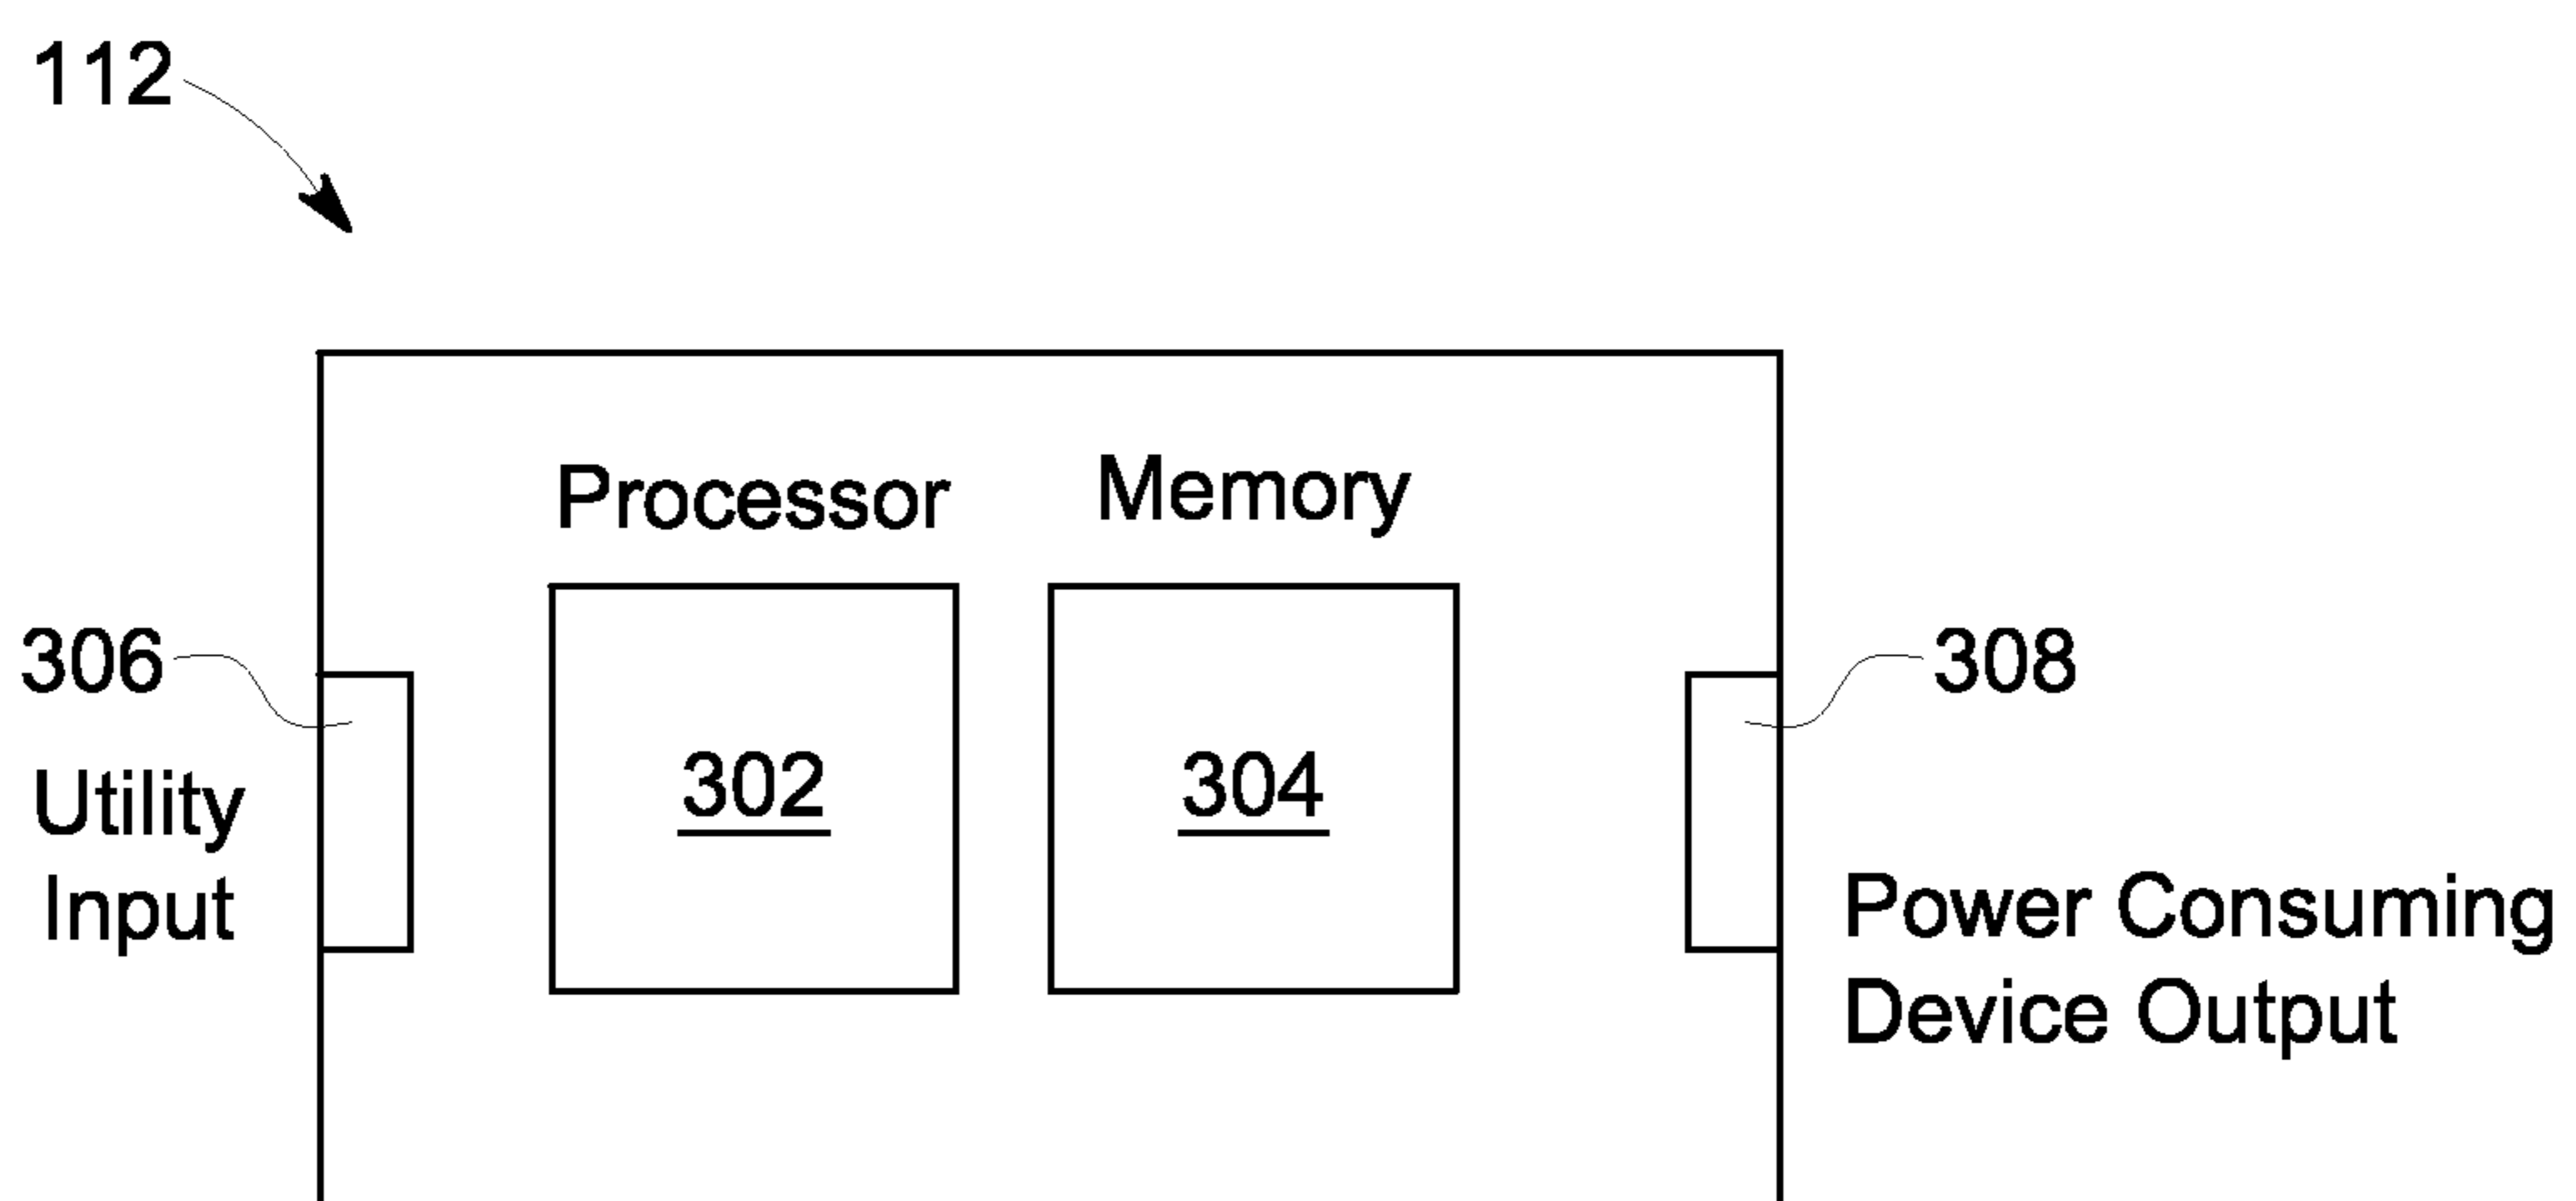 112
Processor
Memory
306
308
302
304
Utility
Input
Power Consuming
Device Output